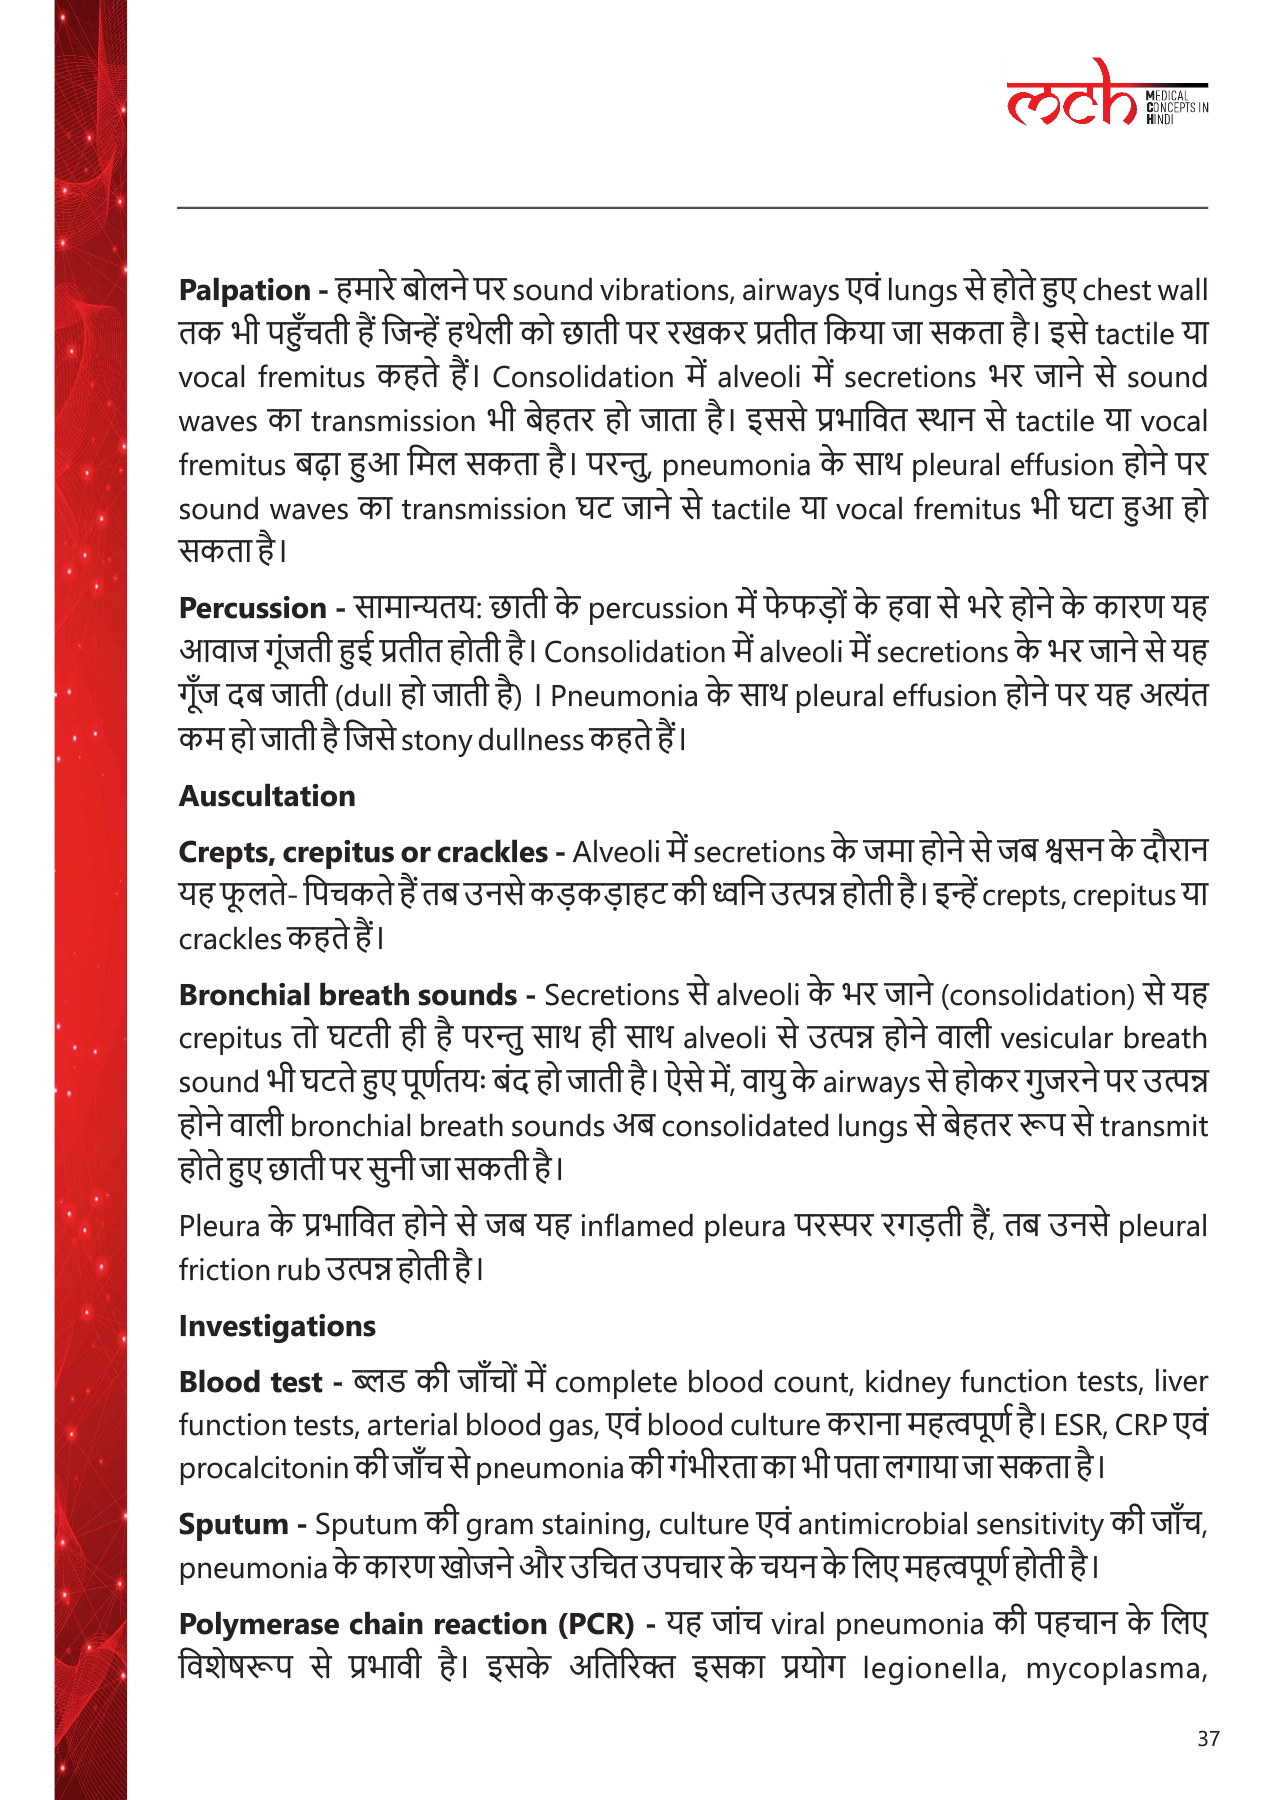 mch
MEDICAL
CONCEPTS IN
HINDI
Palpation - हमारे बोलने पर sound vibrations, airways एवं lungs से होते हुए chest wall
तक भी पहुँचती हैं जिन्हें हथेली को छाती पर रखकर प्रतीत किया जा सकता है। इसे tactile या
vocal fremitus कहते हैं। Consolidation में alveoli में secretions भर जाने से sound
waves का transmission भी बेहतर हो जाता है। इससे प्रभावित स्थान से tactile या vocal
fremitus बढ़ा हुआ मिल सकता है। परन्तु, pneumonia के साथ pleural effusion होने पर
sound waves का transmission घट जाने से tactile या vocal fremitus भी घटा हुआ हो
सकता है।
Percussion - सामान्यतय: छाती के percussion में फेफड़ों के हवा से भरे होने के कारण यह
आवाज गूंजती हुई प्रतीत होती है। Consolidation में alveoli में secretions के भर जाने से यह
गूँज दब जाती (dull हो जाती है) । Pneumonia के साथ pleural effusion होने पर यह अत्यंत
कम हो जाती है जिसे stony dullness कहते हैं।
Auscultation
Crepts, crepitus or crackles - Alveoli में secretions के जमा होने से जब श्वसन के दौरान
यह फूलते- पिचकते हैं तब उनसे कड़कड़ाहट की ध्वनि उत्पन्न होती है। इन्हें crepts, crepitus या
crackles कहते हैं।
Bronchial breath sounds - Secretions से alveoli के भर जाने (consolidation) से यह
crepitus तो घटती ही है परन्तु साथ ही साथ alveoli से उत्पन्न होने वाली vesicular breath
sound भी घटते हुए पूर्णतयः बंद हो जाती है। ऐसे में, वायु के airways से होकर गुजरने पर उत्पन्न
होने वाली bronchial breath sounds अब consolidated lungs से बेहतर रूप से transmit
होते हुए छाती पर सुनी जा सकती है।
Pleura के प्रभावित होने से जब यह inflamed pleura परस्पर रगड़ती हैं, तब उनसे pleural
friction rub उत्पन्न होती है।
Investigations
Blood test - ब्लड की जाँचों में complete blood count, kidney function tests, liver
function tests, arterial blood gas, एवं blood culture कराना महत्वपूर्ण है। ESR, CRP एवं
procalcitonin की जाँच से pneumonia की गंभीरता का भी पता लगाया जा सकता है।
Sputum - Sputum की gram staining, culture एवं antimicrobial sensitivity की जाँच,
pneumonia के कारण खोजने और उचित उपचार के चयन के लिए महत्वपूर्ण होती है।
Polymerase chain reaction (PCR) - यह जांच viral pneumonia की पहचान के लिए
विशेषरूप से प्रभावी है। इसके अतिरिक्त इसका प्रयोग legionella, mycoplasma,
37